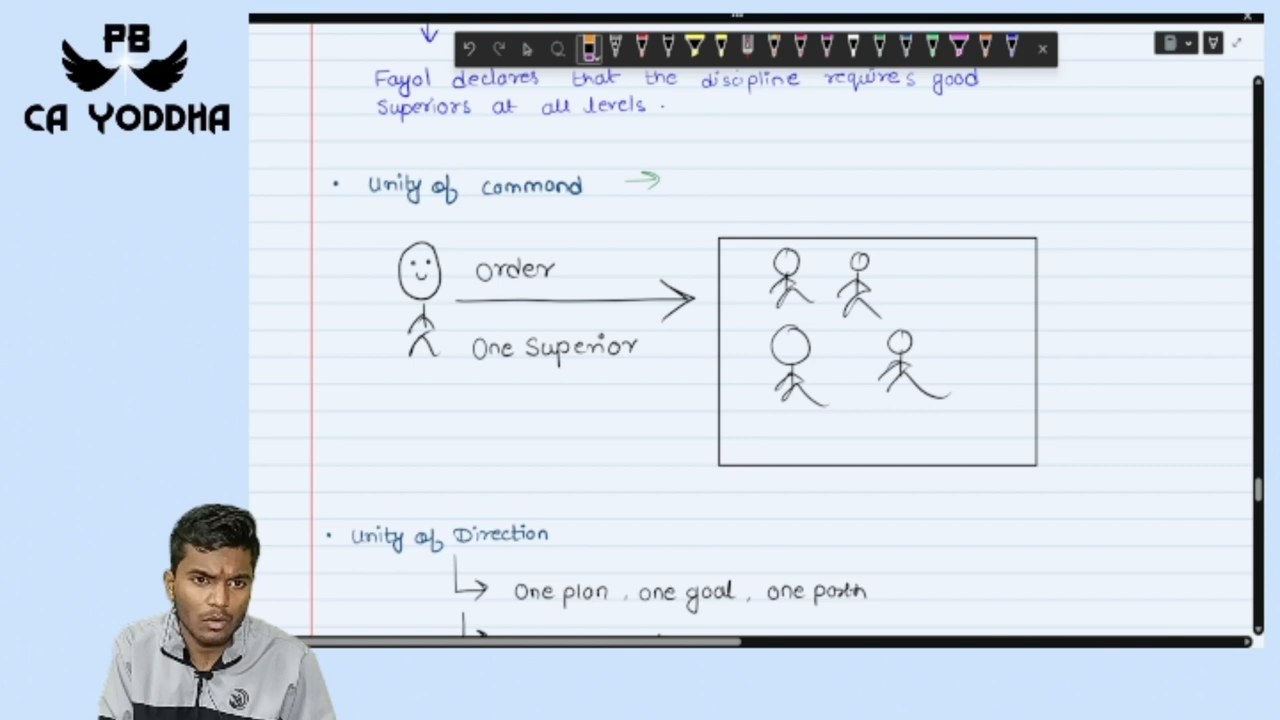 PB
CA YODDHA
Fayol declares that the discipline requires good
Superiors at all levels .
• Unity of command →
order
One Superior
• Unity of Direction
One plan , one goal , one path